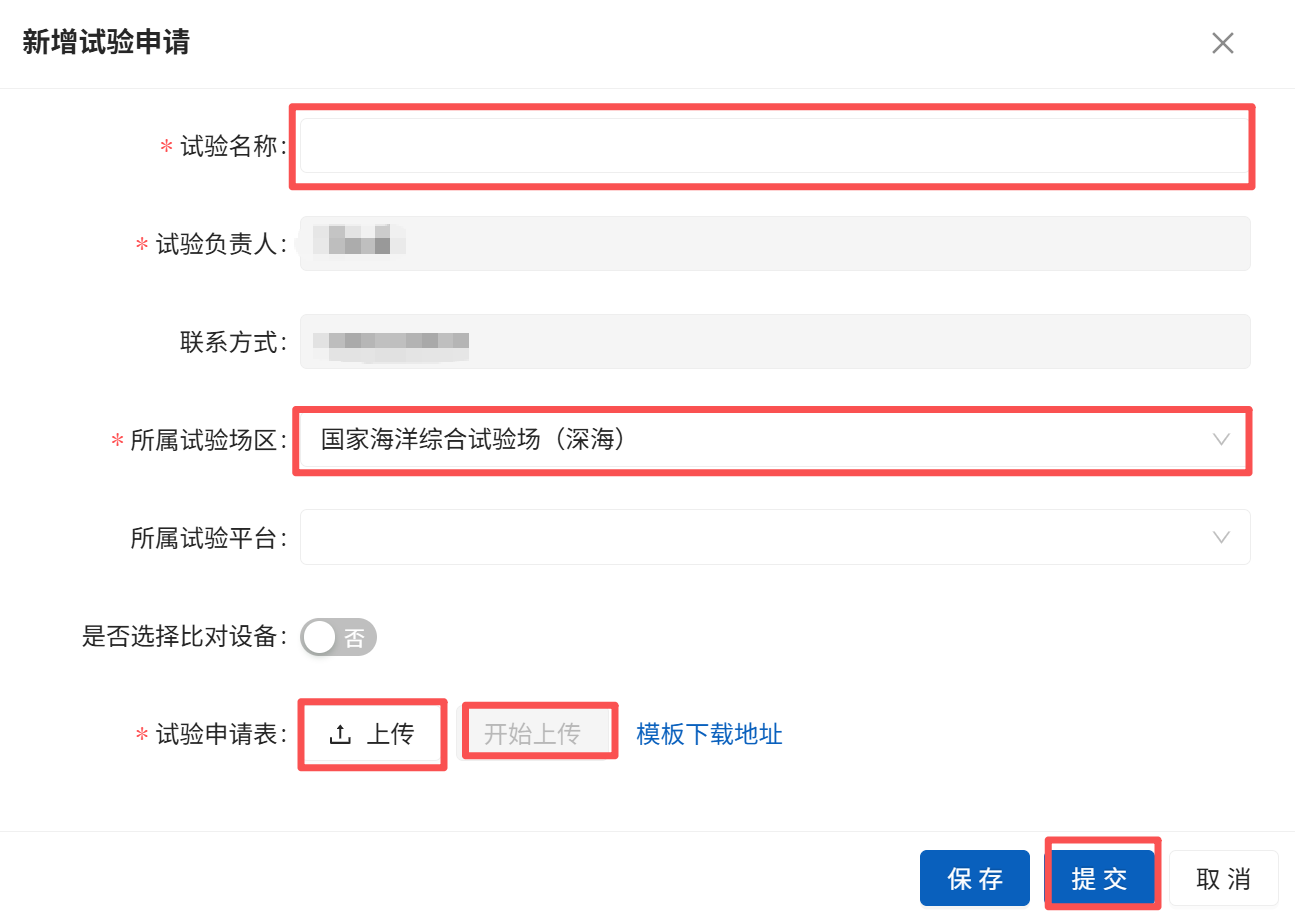 新增试验申请
* 试验名称:
* 试验负责人:
联系方式:
* 所属试验场区: 国家海洋综合试验场（深海）
所属试验平台:
是否选择比对设备: 否
* 试验申请表: 上传 开始上传 模板下载地址
保存 提交 取消